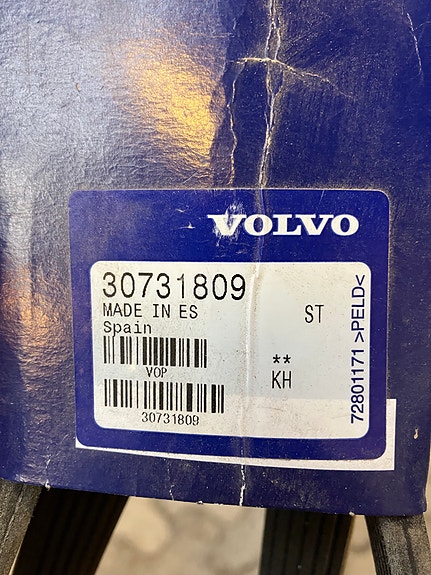 VOLVO
30731809
MADE IN ES
Spain
ST
VOP
**
KH
30731809
72801171 >PELD<